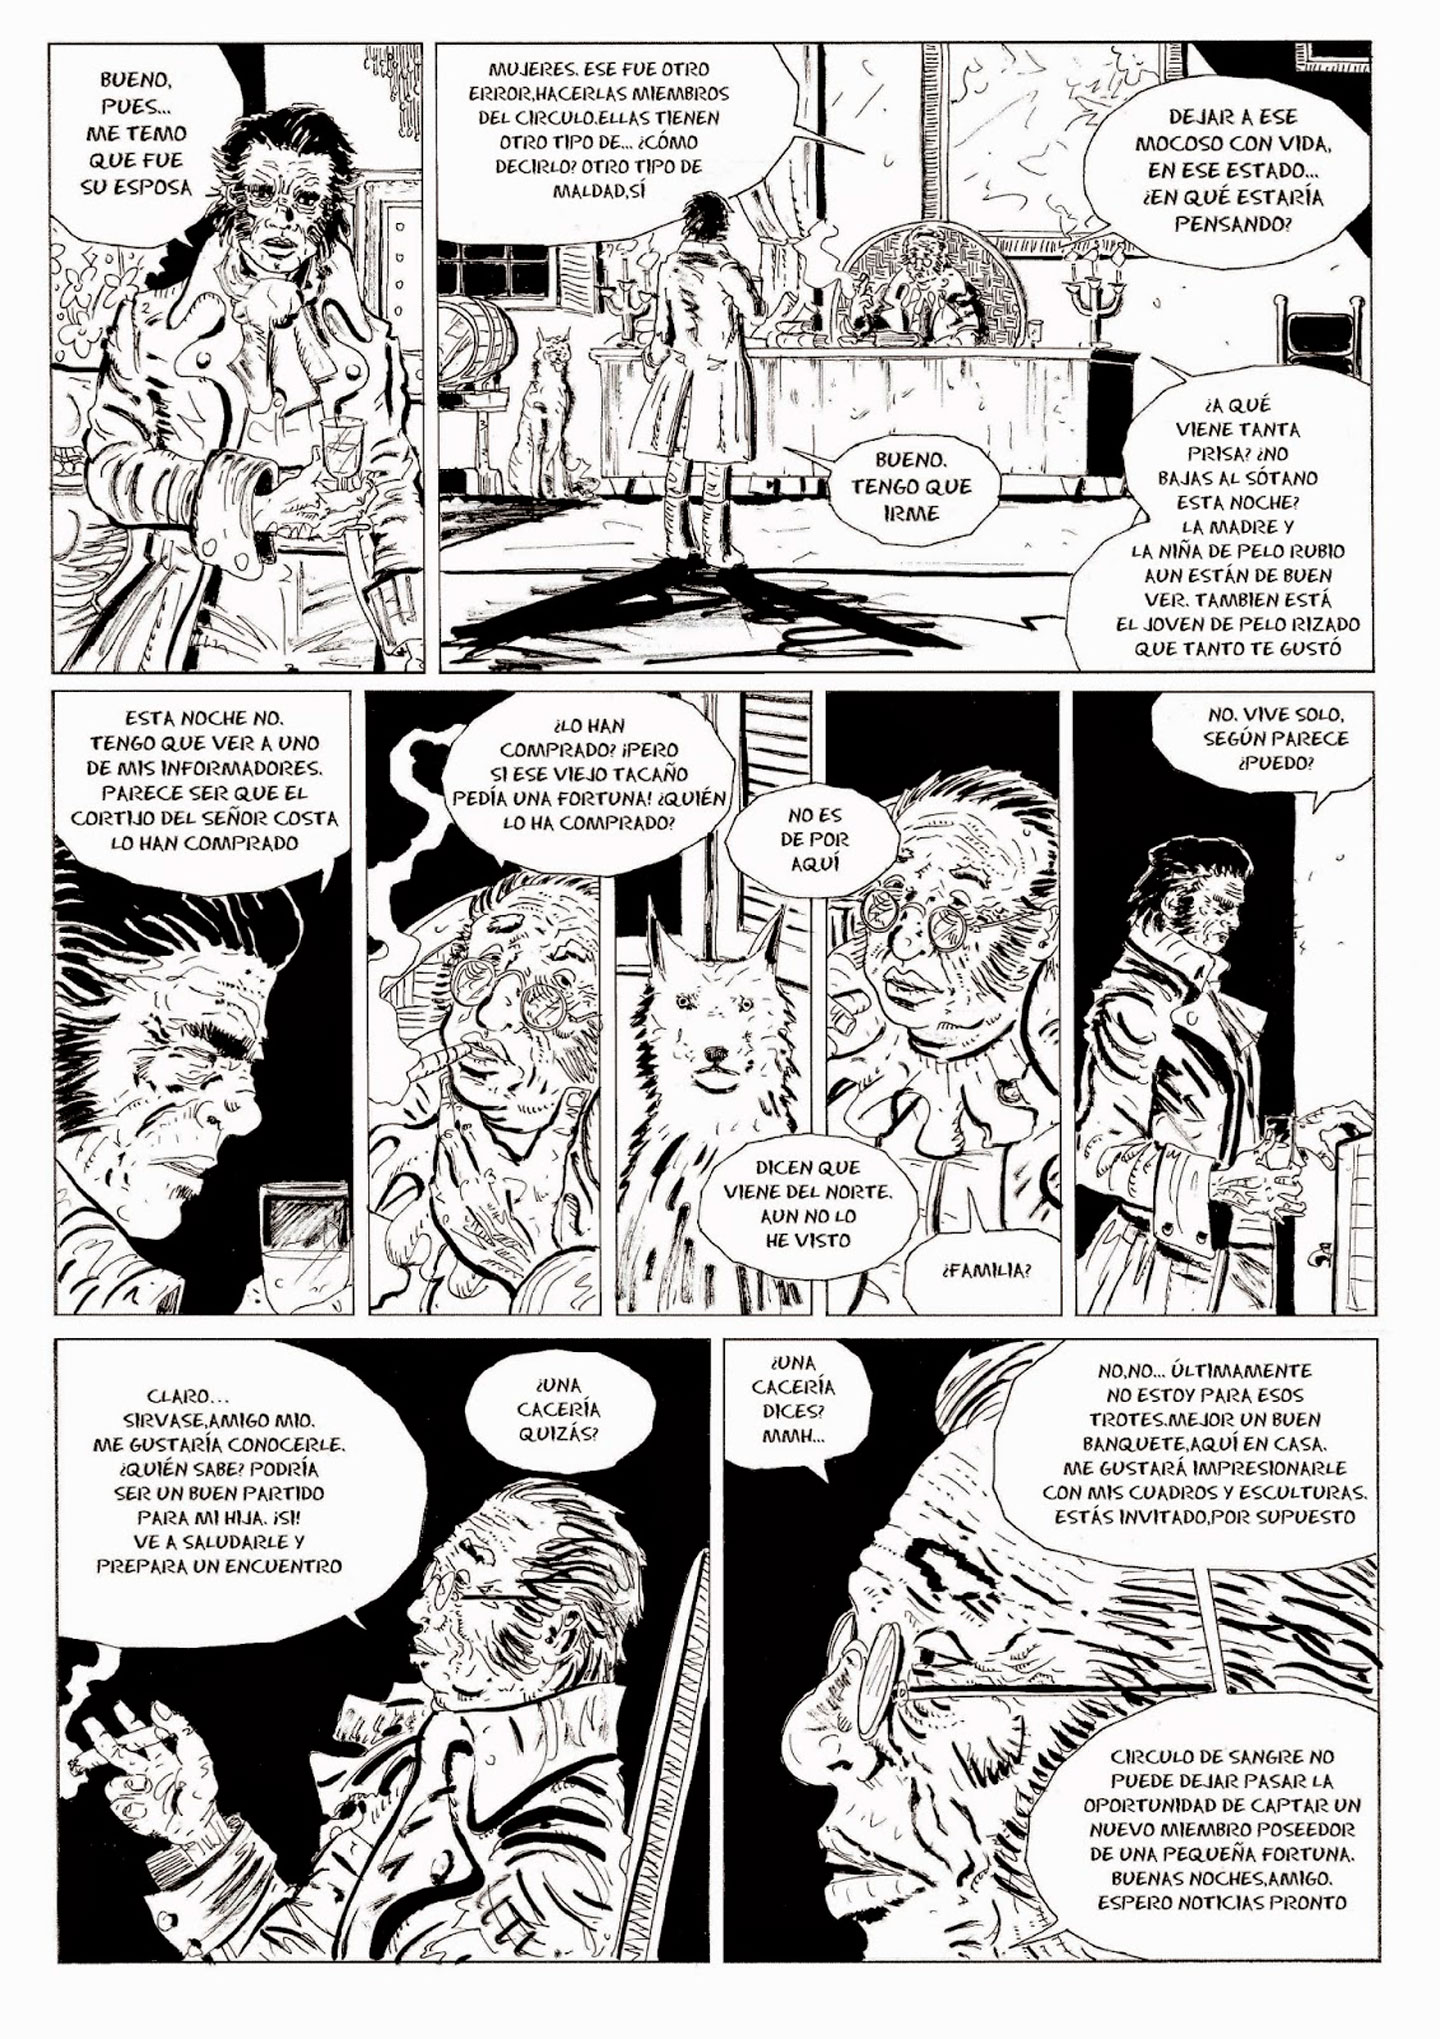 BUENO,
PUES...
ME TEMO
QUE FUE
SU ESPOSA
MUJERES. ESE FUE OTRO
ERROR,HACERLAS MIEMBROS
DEL CIRCULO.ELLAS TIENEN
OTRO TIPO DE... ¿CÓMO
DECIRLO? OTRO TIPO DE
MALDAD,SÍ
DEJAR A ESE
MOCOSO CON VIDA,
EN ESE ESTADO...
¿EN QUÉ ESTARÍA
PENSANDO?
BUENO.
TENGO QUE
IRME
¿A QUÉ
VIENE TANTA
PRISA? ¿NO
BAJAS AL SÓTANO
ESTA NOCHE?
LA MADRE Y
LA NIÑA DE PELO RUBIO
AUN ESTÁN DE BUEN
VER. TAMBIEN ESTÁ
EL JOVEN DE PELO RIZADO
QUE TANTO TE GUSTÓ
ESTA NOCHE NO.
TENGO QUE VER A UNO
DE MIS INFORMADORES.
PARECE SER QUE EL
CORTIJO DEL SEÑOR COSTA
LO HAN COMPRADO
¿LO HAN
COMPRADO? ¡PERO
SI ESE VIEJO TACAÑO
PEDÍA UNA FORTUNA! ¿QUIÉN
LO HA COMPRADO?
NO ES
DE POR
AQUÍ
DICEN QUE
VIENE DEL NORTE.
AUN NO LO
HE VISTO
¿FAMILIA?
NO. VIVE SOLO,
SEGÚN PARECE
¿PUEDO?
CLARO...
SIRVASE,AMIGO MIO.
ME GUSTARÍA CONOCERLE.
¿QUIÉN SABE? PODRÍA
SER UN BUEN PARTIDO
PARA MI HIJA. ¡SI!
VE A SALUDARLE Y
PREPARA UN ENCUENTRO
¿UNA
CACERÍA
QUIZÁS?
¿UNA
CACERÍA
DICES?
MMH...
NO,NO... ÚLTIMAMENTE
NO ESTOY PARA ESOS
TROTES.MEJOR UN BUEN
BANQUETE,AQUÍ EN CASA.
ME GUSTARÁ IMPRESIONARLE
CON MIS CUADROS Y ESCULTURAS.
ESTÁS INVITADO,POR SUPUESTO
CIRCULO DE SANGRE NO
PUEDE DEJAR PASAR LA
OPORTUNIDAD DE CAPTAR UN
NUEVO MIEMBRO POSEEDOR
DE UNA PEQUEÑA FORTUNA.
BUENAS NOCHES,AMIGO.
ESPERO NOTICIAS PRONTO